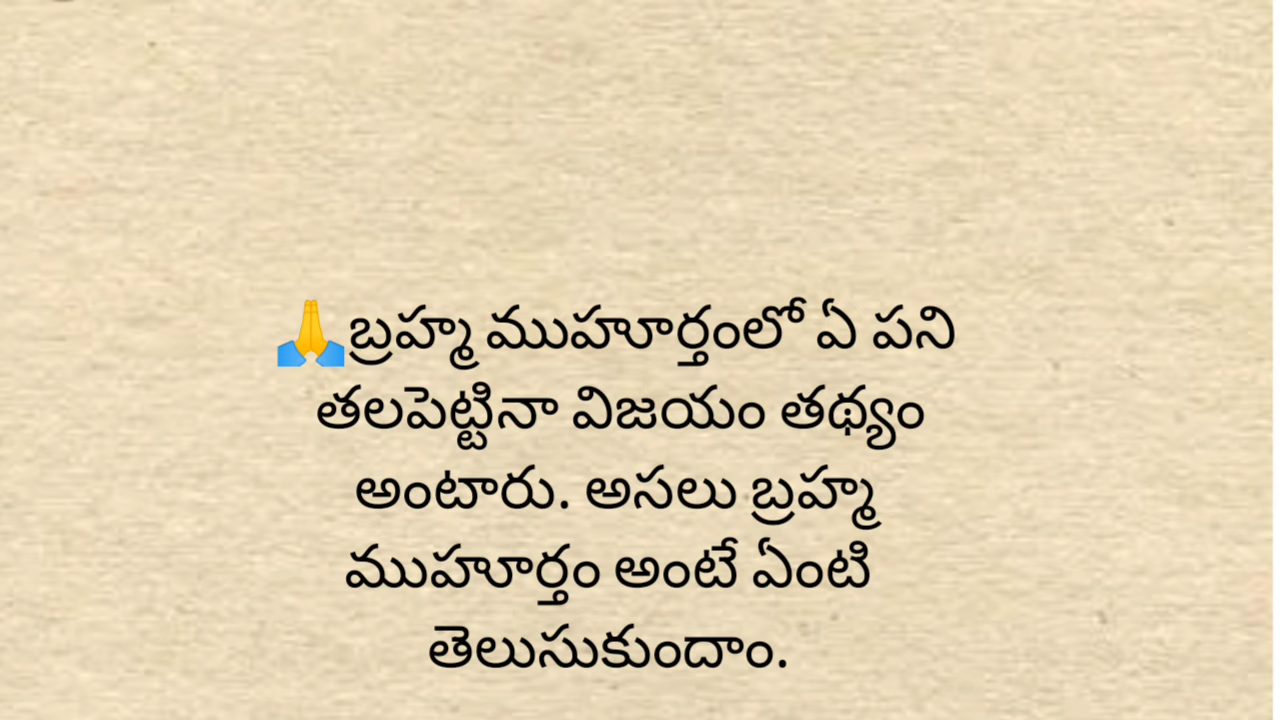 🙏బ్రహ్మ ముహూర్తంలో ఏ పని
తలపెట్టినా విజయం తథ్యం
అంటారు. అసలు బ్రహ్మ
ముహూర్తం అంటే ఏంటి
తెలుసుకుందాం.